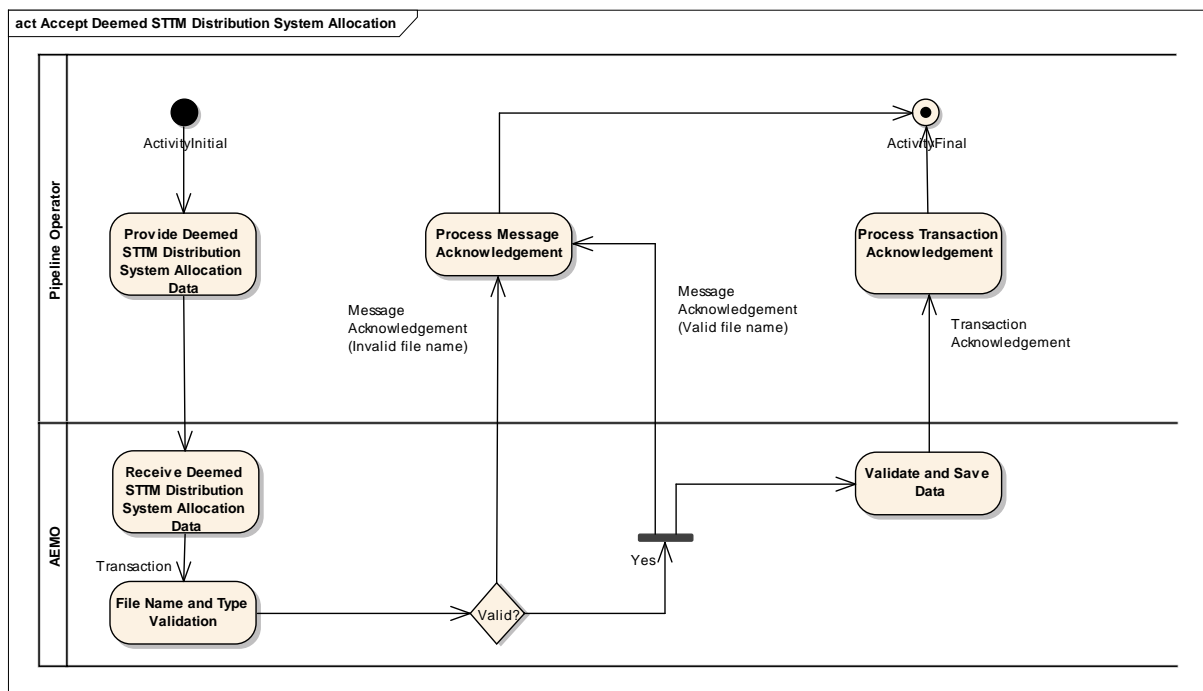 act Accept Deemed STTM Distribution System Allocation
Pipeline Operator
ActivityInitial
ActivityFinal
Provide Deemed
STTM Distribution
System Allocation
Data
Process Message
Acknowledgement
Process Transaction
Acknowledgement
Message
Acknowledgement
(Invalid file name)
Message
Acknowledgement
(Valid file name)
Transaction
Acknowledgement
AEMO
Receive Deemed
STTM Distribution
System Allocation
Data
Validate and Save
Data
Transaction
Yes
File Name and Type
Validation
Valid?